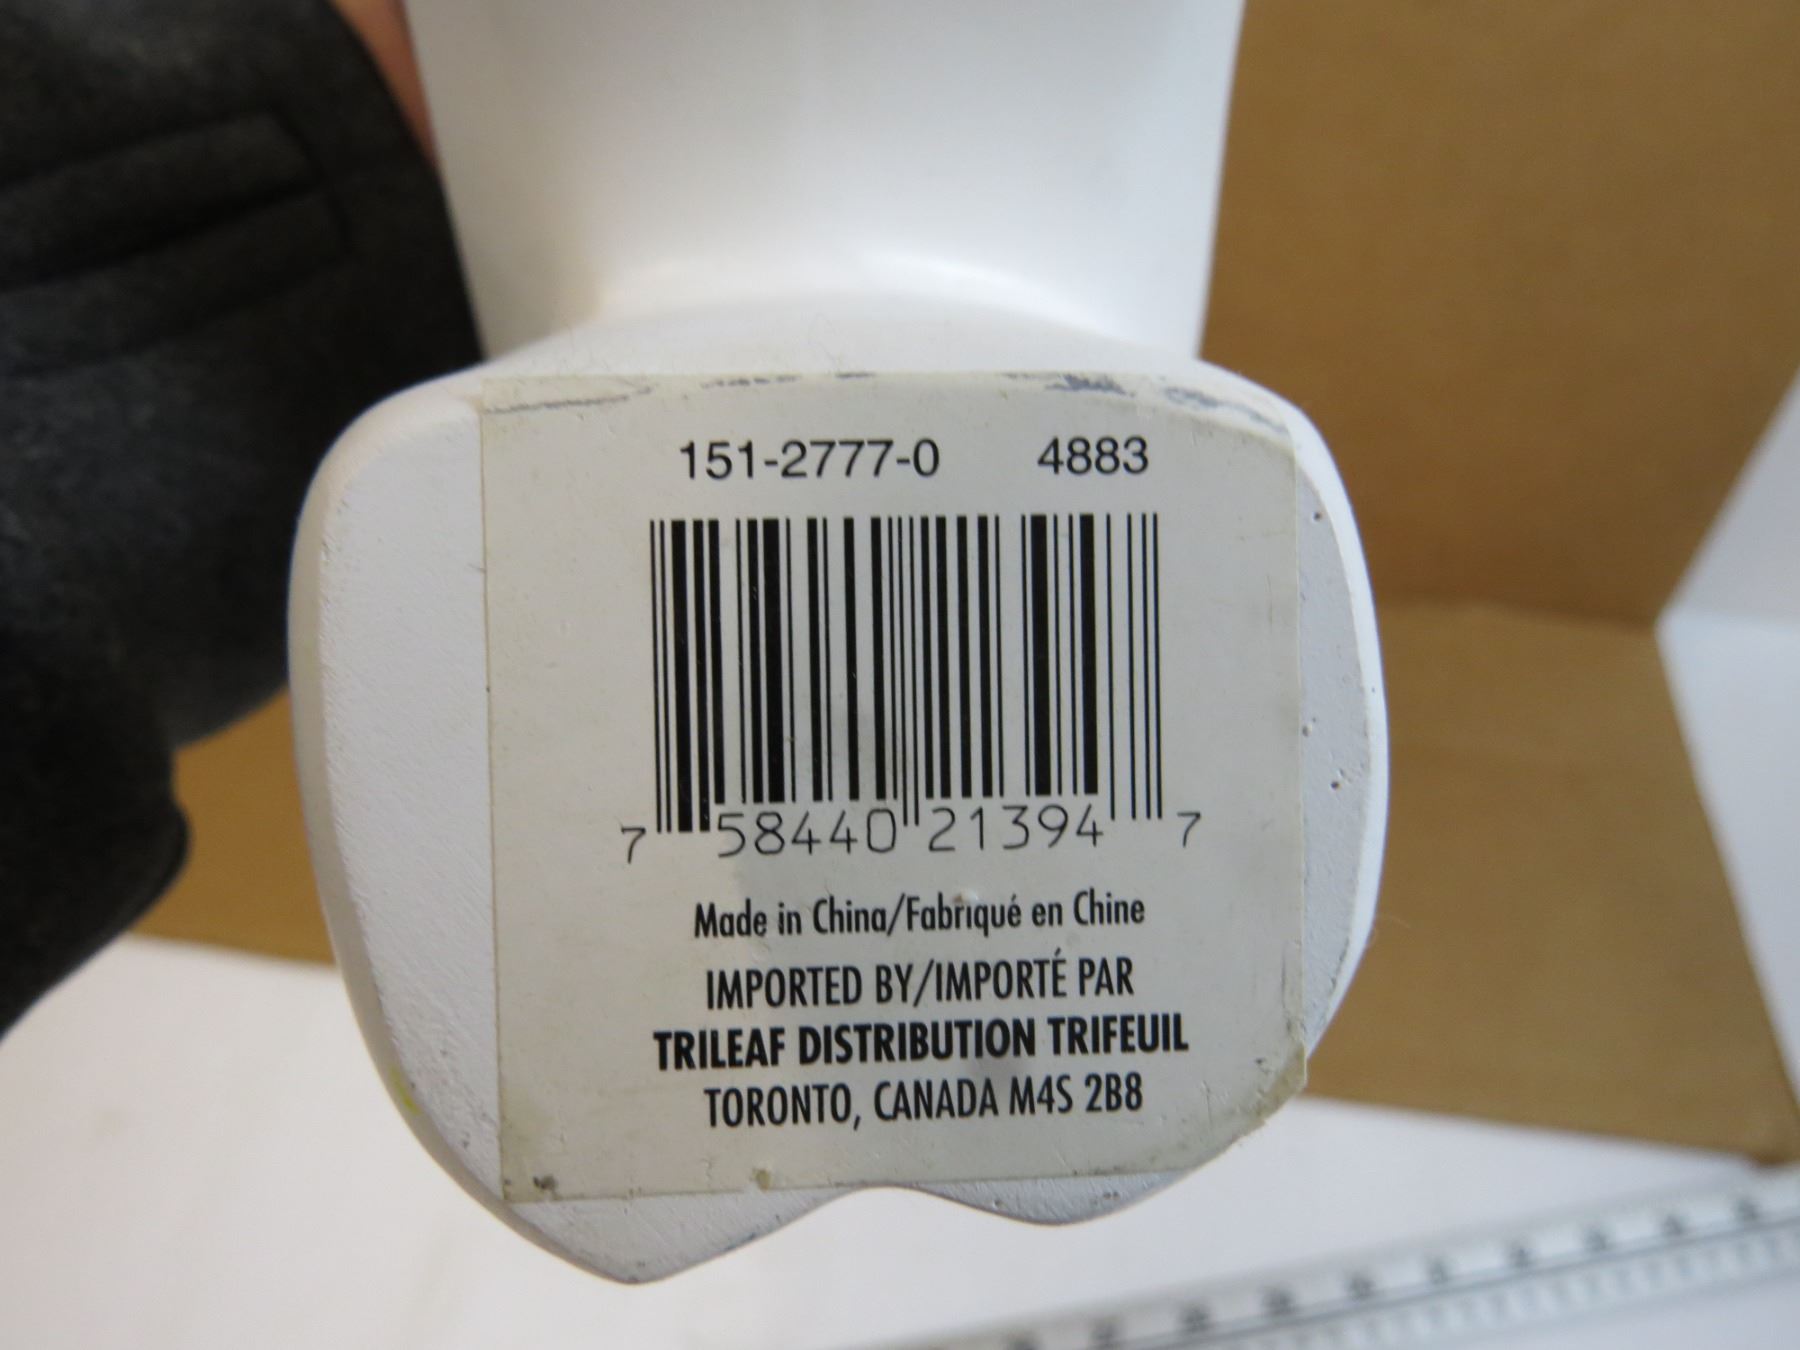 151-2777-0 4883
7 58440 21394 7
Made in China/Fabriqué en Chine
IMPORTED BY/IMPORTÉ PAR
TRILEAF DISTRIBUTION TRIFEUIL
TORONTO, CANADA M4S 2B8